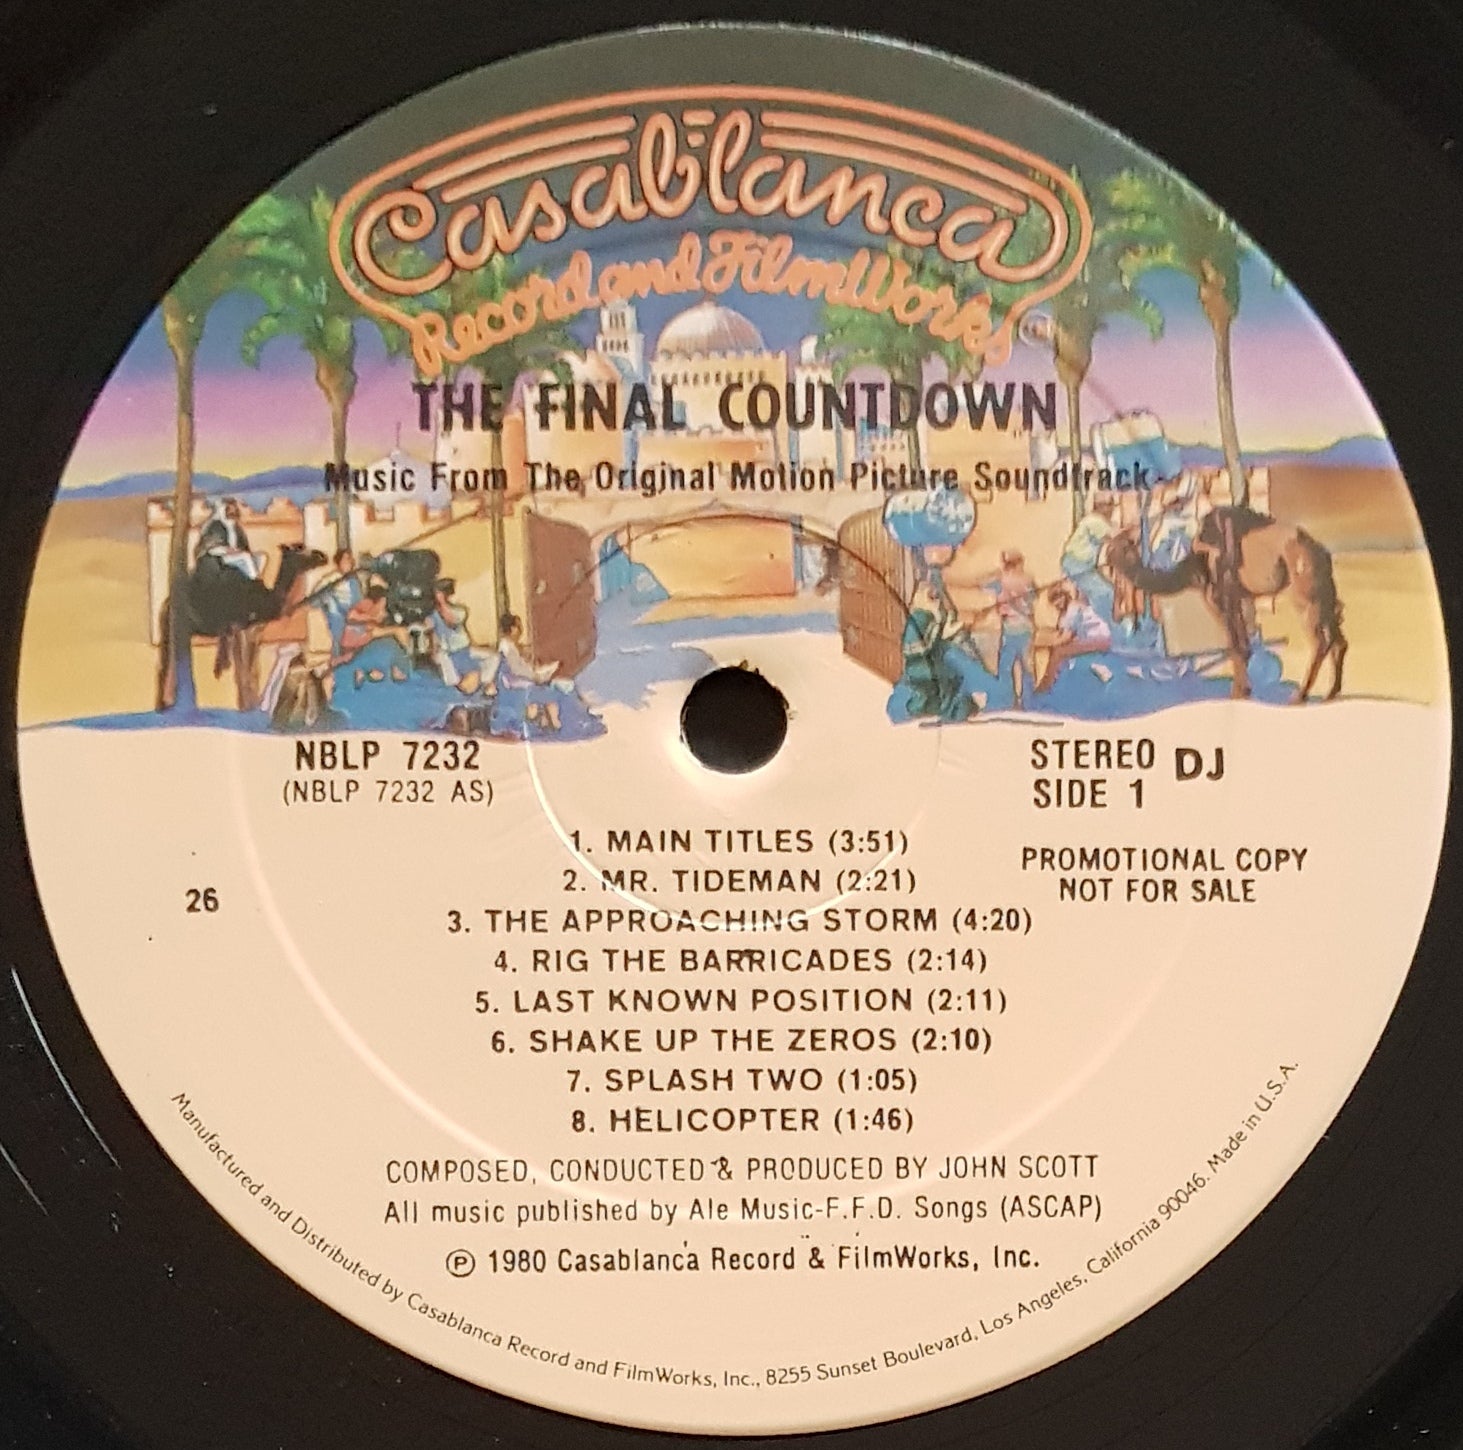 Casablanca
Record and FilmWorks
THE FINAL COUNTDOWN
Music From The Original Motion Picture Soundtrack
NBLP 7232
(NBLP 7232 AS)
STEREO DJ
SIDE 1
PROMOTIONAL COPY
NOT FOR SALE
26
1. MAIN TITLES (3:51)
2. MR. TIDEMAN (2:21)
3. THE APPROACHING STORM (4:20)
4. RIG THE BARRICADES (2:14)
5. LAST KNOWN POSITION (2:11)
6. SHAKE UP THE ZEROS (2:10)
7. SPLASH TWO (1:05)
8. HELICOPTER (1:46)
COMPOSED, CONDUCTED & PRODUCED BY JOHN SCOTT
All music published by Ale Music-F.F.D. Songs (ASCAP)
℗ 1980 Casablanca Record & FilmWorks, Inc.
Manufactured and Distributed by Casablanca Record and FilmWorks, Inc., 8255 Sunset Boulevard, Los Angeles, California 90046. Made in U.S.A.